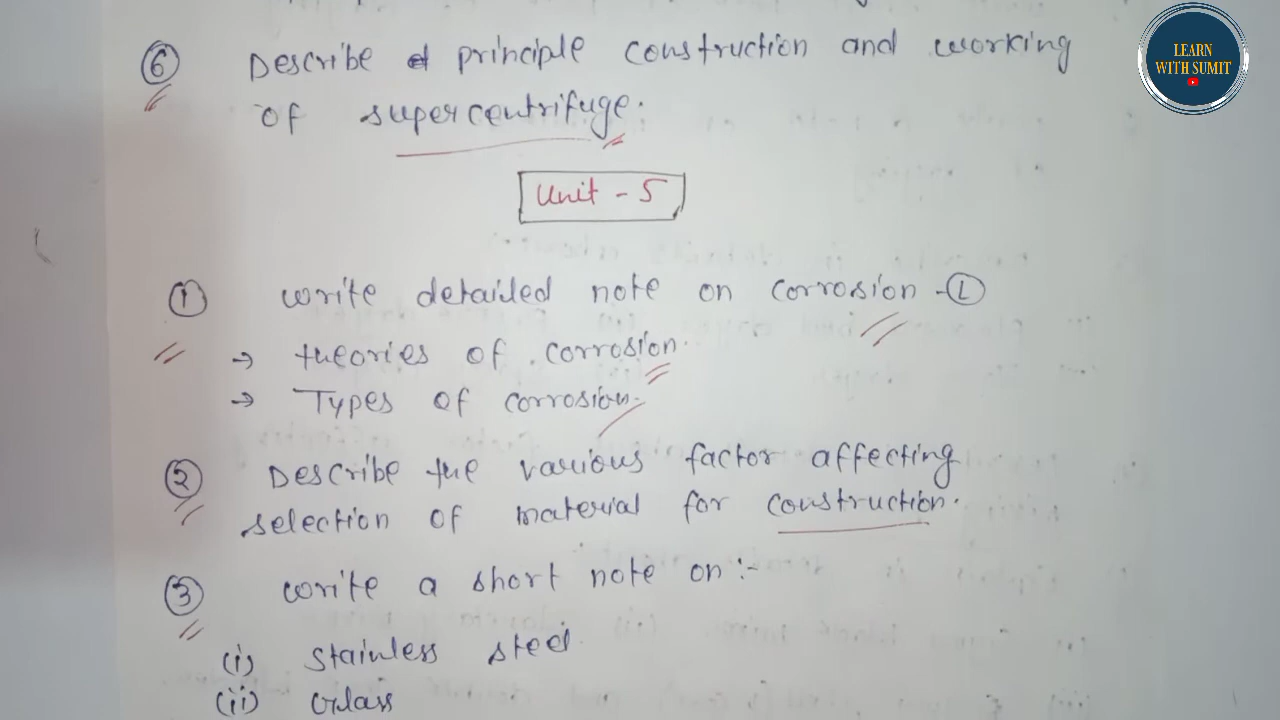 6 Describe principle construction and working
of supercentrifuge.
LEARN
WITH SUMIT
Unit - 5
1 write detailed note on corrosion - L
→ theories of corrosion.
→ Types of corrosion.
2 Describe the various factor affecting
selection of material for construction.
3 write a short note on :-
(i) stainless steel.
(ii) Glass